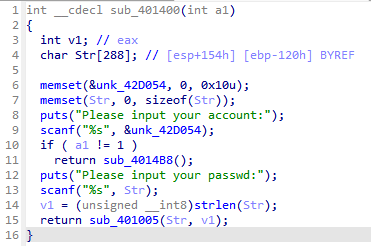 1 int __cdecl sub_401400(int a1)
2 {
3 int v1; // eax
4 char Str[288]; // [esp+154h] [ebp-120h] BYREF
5
6 memset(&unk_42D054, 0, 0x10u);
7 memset(Str, 0, sizeof(Str));
8 puts("Please input your account:");
9 scanf("%s", &unk_42D054);
10 if ( a1 != 1 )
11 return sub_4014B8();
12 puts("Please input your passwd:");
13 scanf("%s", Str);
14 v1 = (unsigned __int8)strlen(Str);
15 return sub_401005(Str, v1);
16 }